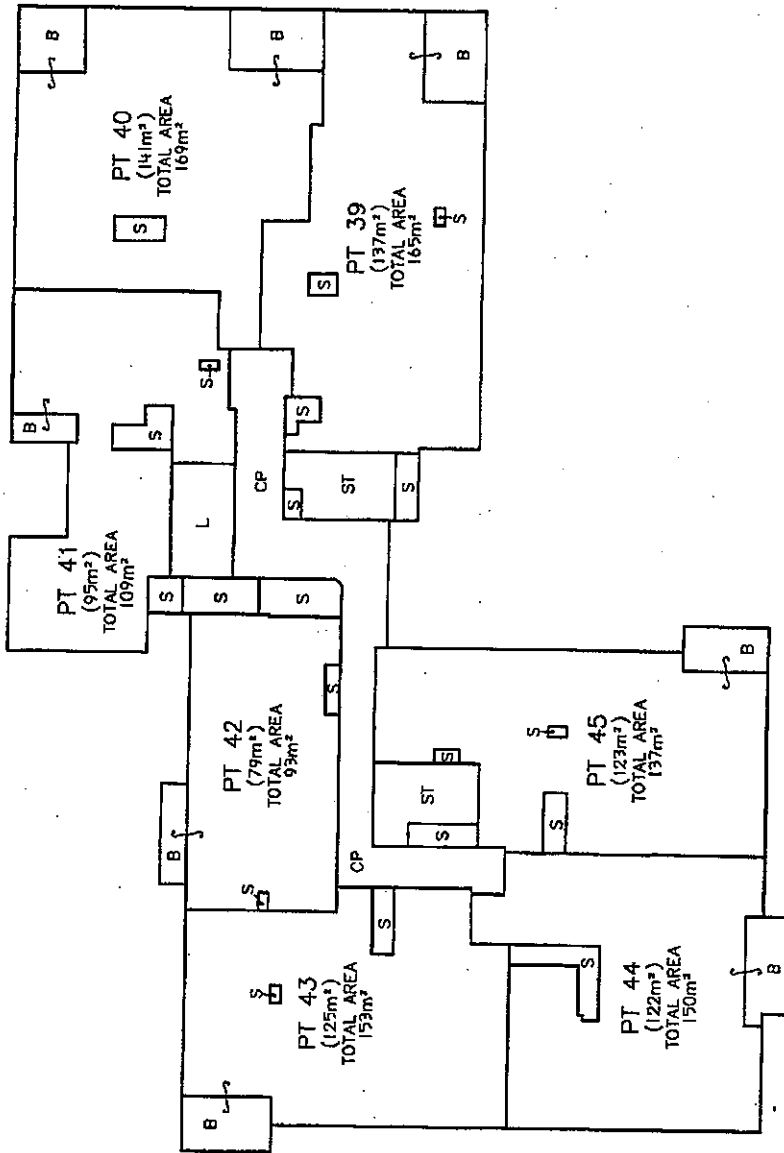 B
B
B
PT 40
(141m²)
TOTAL AREA
169m²
S
PT 39
(137m²)
TOTAL AREA
165m²
S
S
B
S
S
S
PT 41
(95m²)
TOTAL AREA
109m²
L
CP
S
ST
S
S
S
S
PT 42
(79m²)
TOTAL AREA
93m²
S
B
S
CP
ST
S
S
S
S
PT 45
(123m²)
TOTAL AREA
137m²
B
PT 43
(125m²)
TOTAL AREA
153m²
S
S
B
PT 44
(122m²)
TOTAL AREA
150m²
S
B